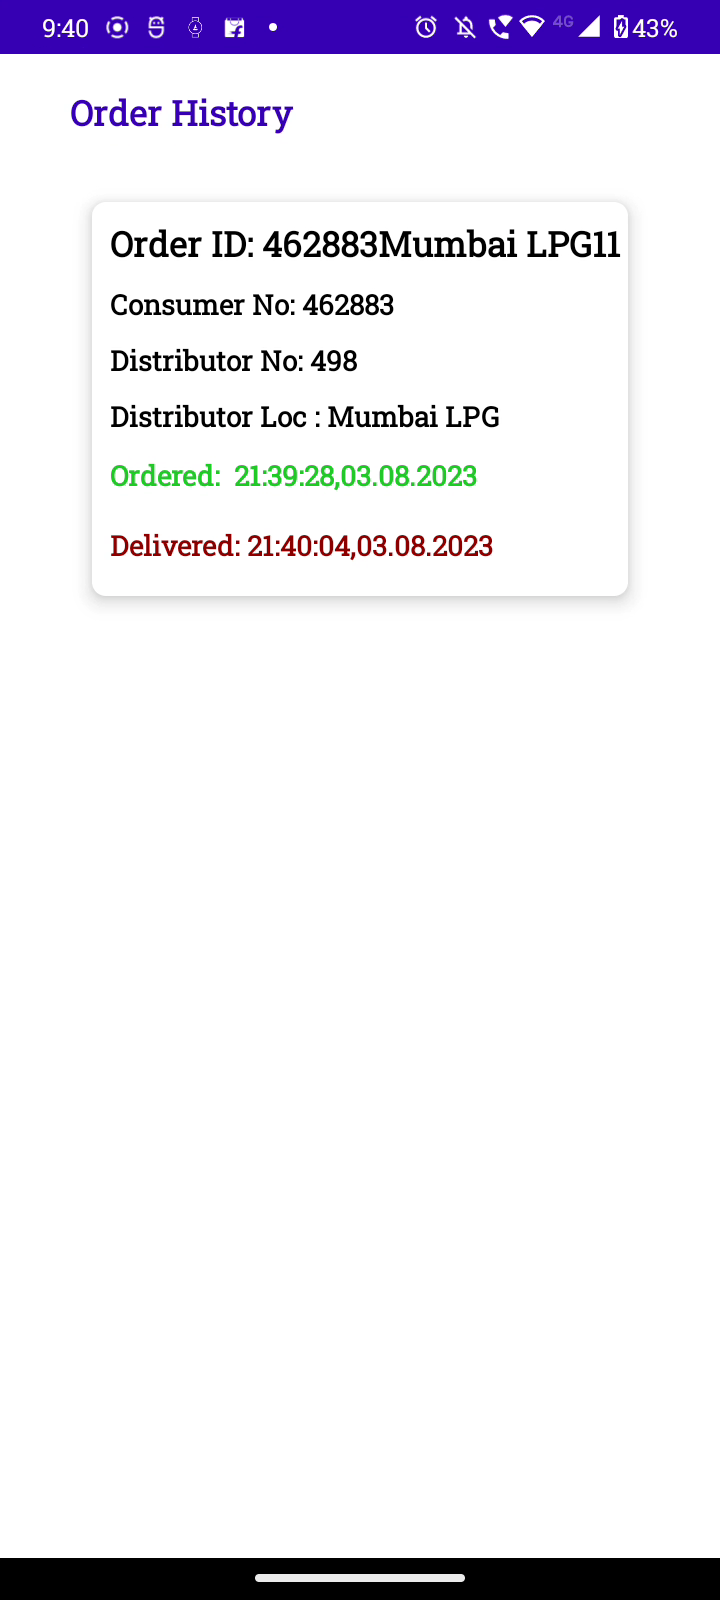 9:40 4G 43%
Order History
Order ID: 462883Mumbai LPG11
Consumer No: 462883
Distributor No: 498
Distributor Loc : Mumbai LPG
Ordered:  21:39:28,03.08.2023
Delivered: 21:40:04,03.08.2023